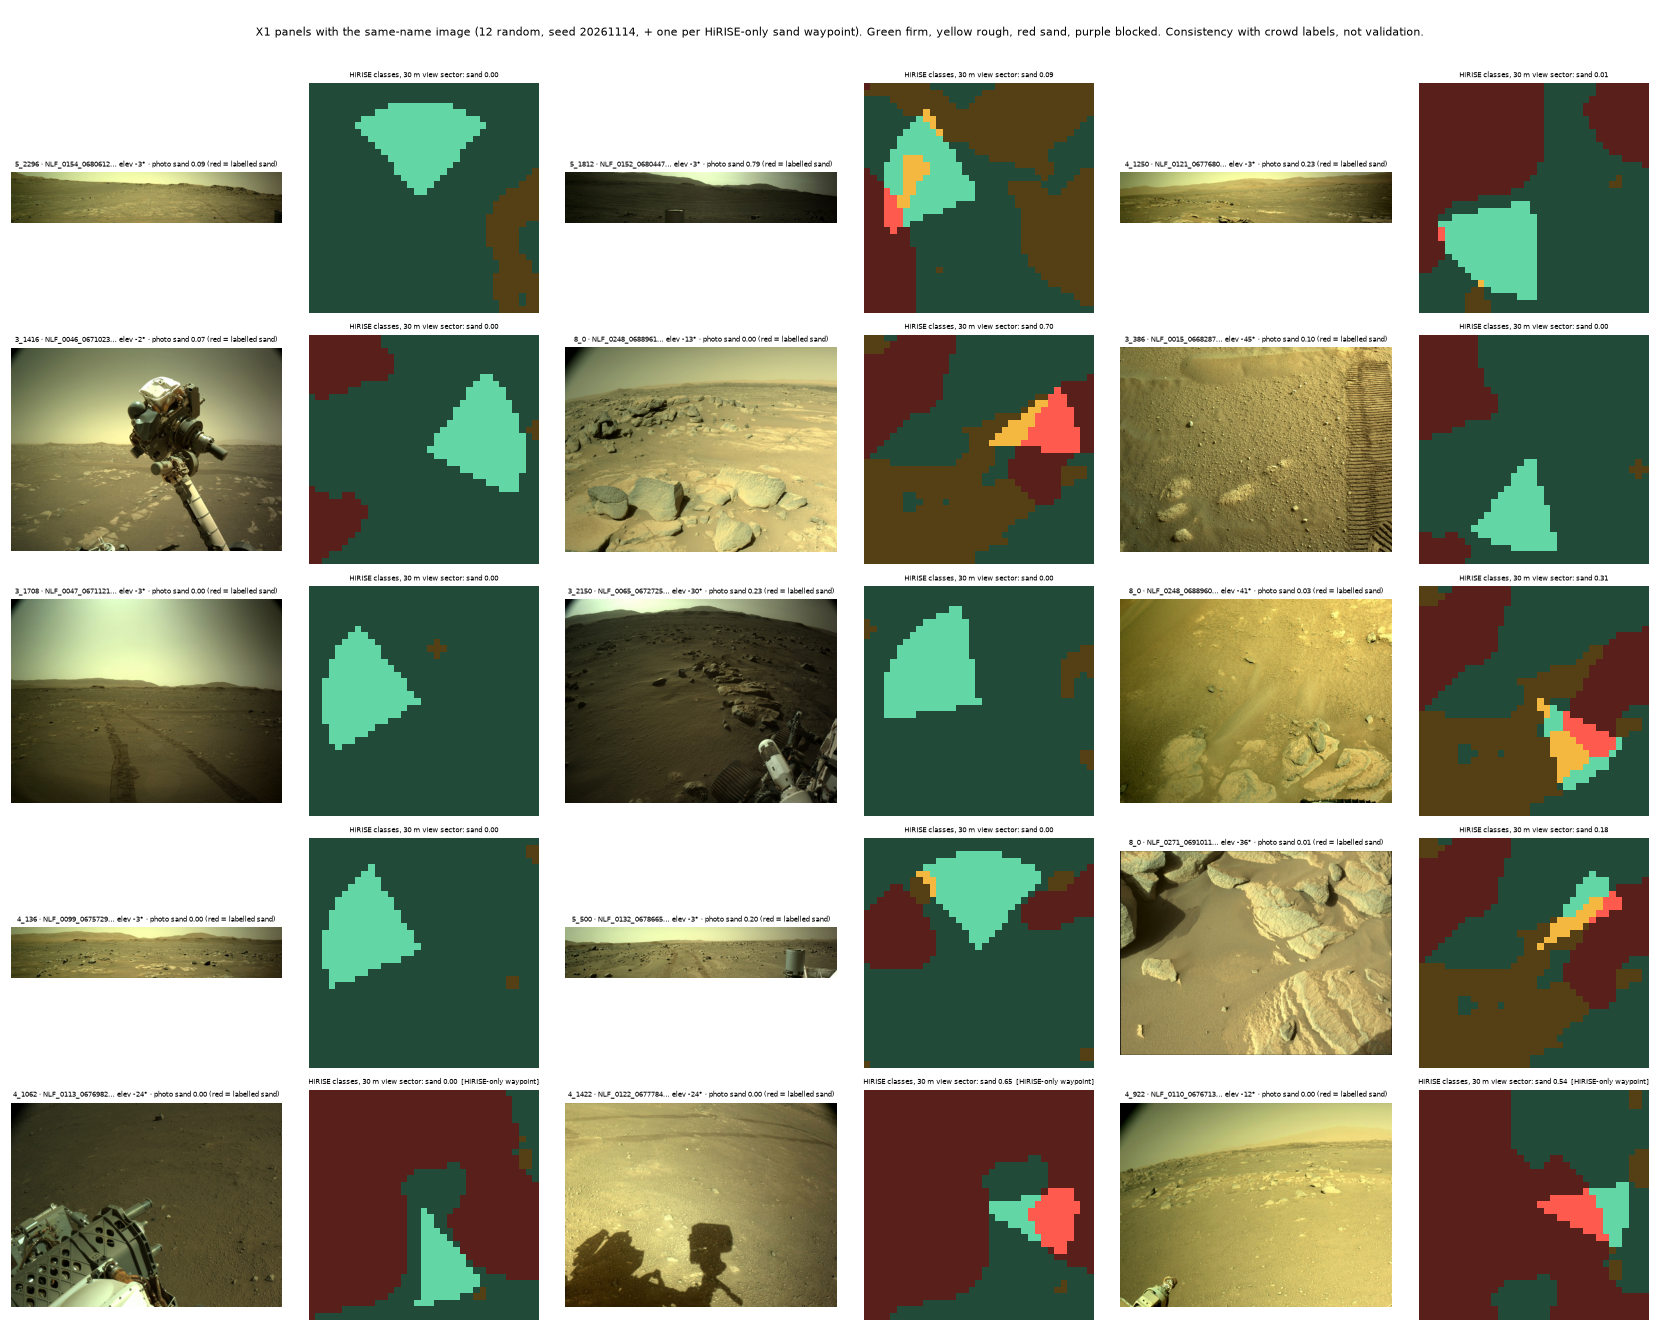 X1 panels with the same-name image (12 random, seed 20261114, + one per HiRISE-only sand waypoint). Green firm, yellow rough, red sand, purple blocked. Consistency with crowd labels, not validation.
5_2296 · NLF_0154_0680612... elev -3° · photo sand 0.09 (red = labelled sand)
HiRISE classes, 30 m view sector: sand 0.00
5_1812 · NLF_0152_0680447... elev -3° · photo sand 0.79 (red = labelled sand)
HiRISE classes, 30 m view sector: sand 0.09
4_1250 · NLF_0121_0677680... elev -3° · photo sand 0.23 (red = labelled sand)
HiRISE classes, 30 m view sector: sand 0.01
3_1416 · NLF_0046_0671023... elev -2° · photo sand 0.07 (red = labelled sand)
HiRISE classes, 30 m view sector: sand 0.00
8_0 · NLF_0248_0688961... elev -13° · photo sand 0.00 (red = labelled sand)
HiRISE classes, 30 m view sector: sand 0.70
3_386 · NLF_0015_0668287... elev -45° · photo sand 0.10 (red = labelled sand)
HiRISE classes, 30 m view sector: sand 0.00
3_1708 · NLF_0047_0671121... elev -3° · photo sand 0.00 (red = labelled sand)
HiRISE classes, 30 m view sector: sand 0.00
3_2150 · NLF_0065_0672725... elev -30° · photo sand 0.23 (red = labelled sand)
HiRISE classes, 30 m view sector: sand 0.00
8_0 · NLF_0248_0688960... elev -41° · photo sand 0.03 (red = labelled sand)
HiRISE classes, 30 m view sector: sand 0.31
4_136 · NLF_0099_0675729... elev -3° · photo sand 0.00 (red = labelled sand)
HiRISE classes, 30 m view sector: sand 0.00
5_500 · NLF_0132_0678665... elev -3° · photo sand 0.20 (red = labelled sand)
HiRISE classes, 30 m view sector: sand 0.00
8_0 · NLF_0271_0691011... elev -36° · photo sand 0.01 (red = labelled sand)
HiRISE classes, 30 m view sector: sand 0.18
4_1062 · NLF_0113_0676982... elev -24° · photo sand 0.00 (red = labelled sand)
HiRISE classes, 30 m view sector: sand 0.00 [HiRISE-only waypoint]
4_1422 · NLF_0122_0677784... elev -24° · photo sand 0.00 (red = labelled sand)
HiRISE classes, 30 m view sector: sand 0.65 [HiRISE-only waypoint]
4_922 · NLF_0110_0676713... elev -12° · photo sand 0.00 (red = labelled sand)
HiRISE classes, 30 m view sector: sand 0.54 [HiRISE-only waypoint]